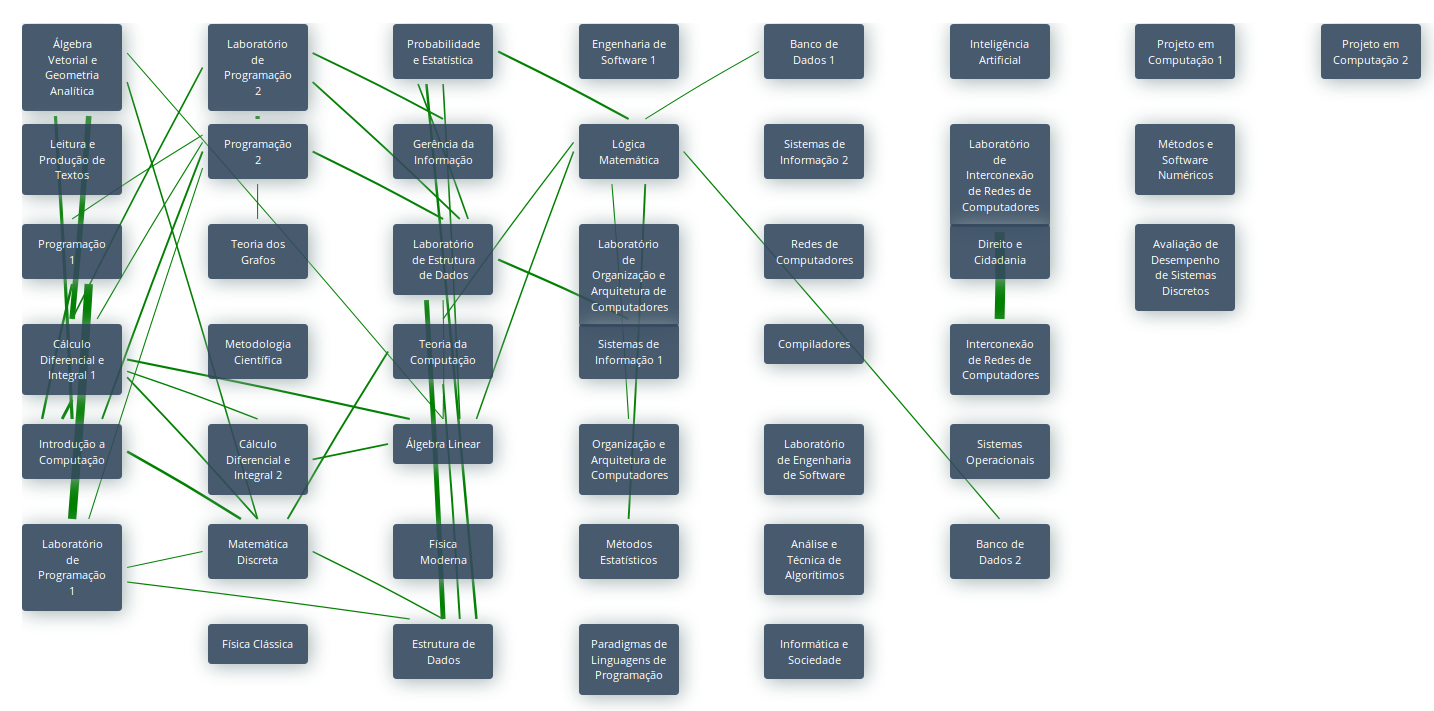 Álgebra
Vetorial e
Geometria
Analítica
Leitura e
Produção de
Textos
Programação
1
Cálculo
Diferencial e
Integral 1
Introdução a
Computação
Laboratório
de
Programação
1
Laboratório
de
Programação
2
Programação
2
Teoria dos
Grafos
Metodologia
Científica
Cálculo
Diferencial e
Integral 2
Matemática
Discreta
Física Clássica
Probabilidade
e Estatística
Gerência da
Informação
Laboratório
de Estrutura
de Dados
Teoria da
Computação
Álgebra Linear
Física
Moderna
Estrutura de
Dados
Engenharia de
Software 1
Lógica
Matemática
Laboratório
de
Organização e
Arquitetura de
Computadores
Sistemas de
Informação 1
Organização e
Arquitetura de
Computadores
Métodos
Estatísticos
Paradigmas de
Linguagens de
Programação
Banco de
Dados 1
Sistemas de
Informação 2
Redes de
Computadores
Compiladores
Laboratório
de Engenharia
de Software
Análise e
Técnica de
Algorítimos
Informática e
Sociedade
Inteligência
Artificial
Laboratório
de
Interconexão
de Redes de
Computadores
Direito e
Cidadania
Interconexão
de Redes de
Computadores
Sistemas
Operacionais
Banco de
Dados 2
Projeto em
Computação 1
Métodos e
Software
Numéricos
Avaliação de
Desempenho
de Sistemas
Discretos
Projeto em
Computação 2